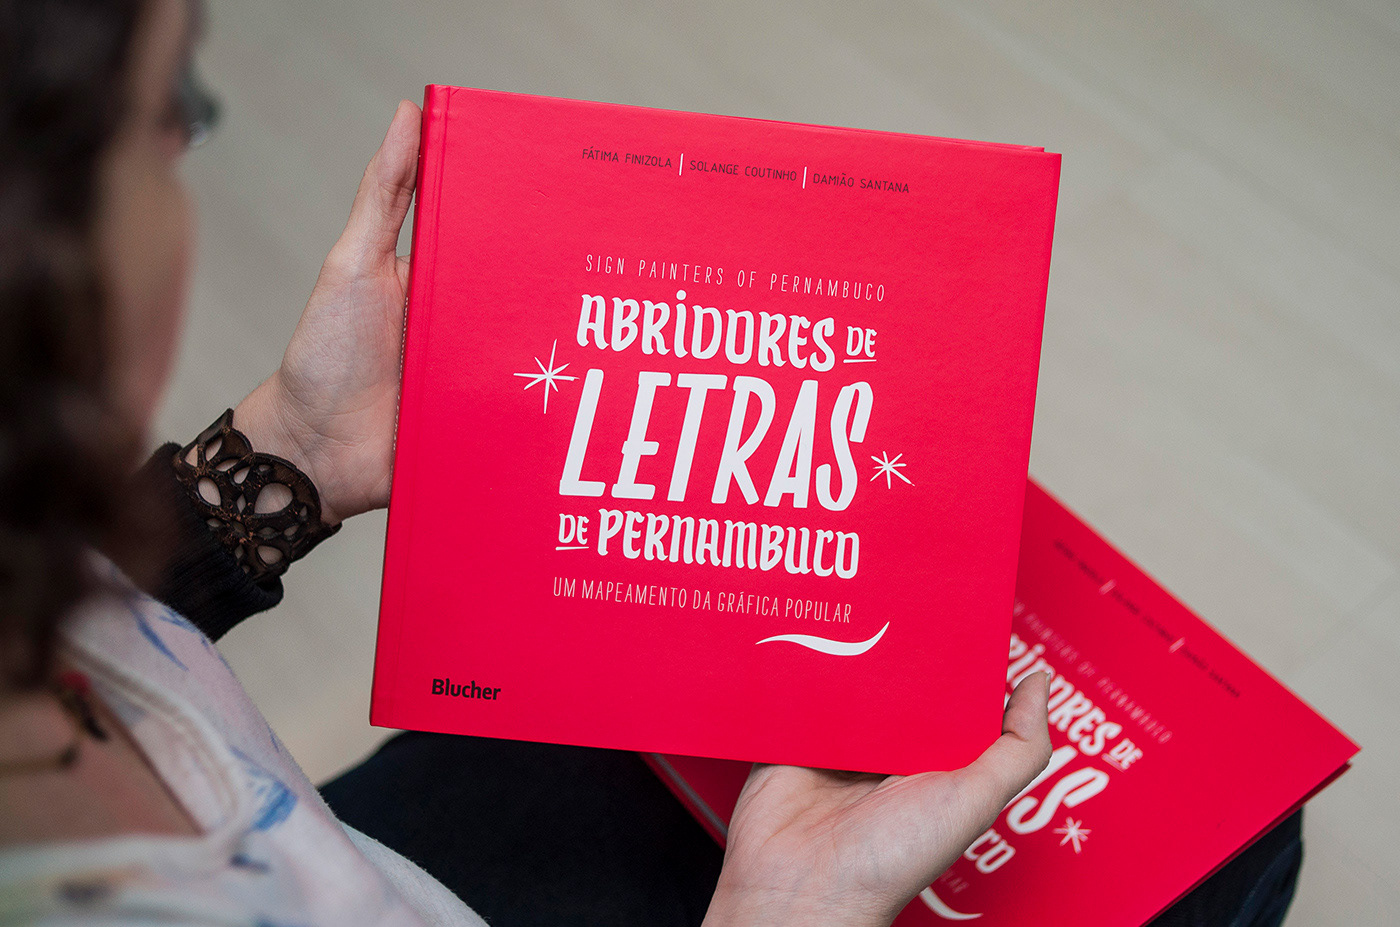 FÁTIMA FINIZOLA | SOLANGE COUTINHO | DAMIÃO SANTANA
SIGN PAINTERS OF PERNAMBUCO
ABRIDORES DE
LETRAS
DE PERNAMBUCO
UM MAPEAMENTO DA GRÁFICA POPULAR
Blucher